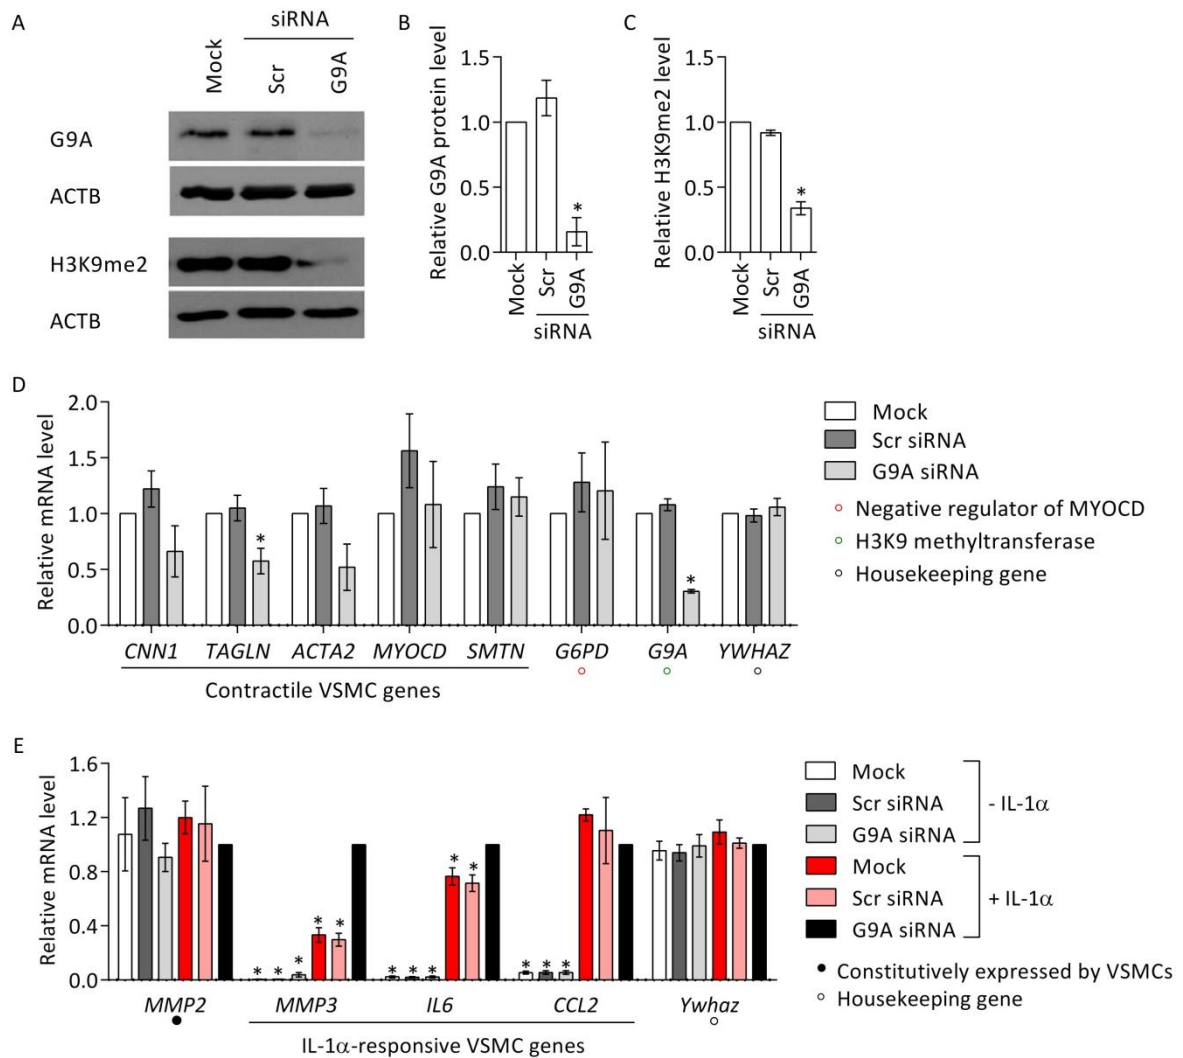 A
siRNA
Mock
Scr
G9A
G9A
ACTB
H3K9me2
ACTB
B
Relative G9A protein level
1.5
1.0
0.5
0.0
*
Mock
Scr
G9A
siRNA
C
Relative H3K9me2 level
1.5
1.0
0.5
0.0
*
Mock
Scr
G9A
siRNA
D
Relative mRNA level
2.0
1.5
1.0
0.5
0.0
*
*
CNN1 TAGLN ACTA2 MYOCD SMTN G6PD G9A YWHAZ
Contractile VSMC genes
Mock
Scr siRNA
G9A siRNA
Negative regulator of MYOCD
H3K9 methyltransferase
Housekeeping gene
E
Relative mRNA level
1.6
1.2
0.8
0.4
0.0
* * * * *
* * * * *
* * *
MMP2 MMP3 IL6 CCL2 Ywhaz
IL-1α-responsive VSMC genes
Mock
Scr siRNA
G9A siRNA
- IL-1α
Mock
Scr siRNA
G9A siRNA
+ IL-1α
Constitutively expressed by VSMCs
Housekeeping gene